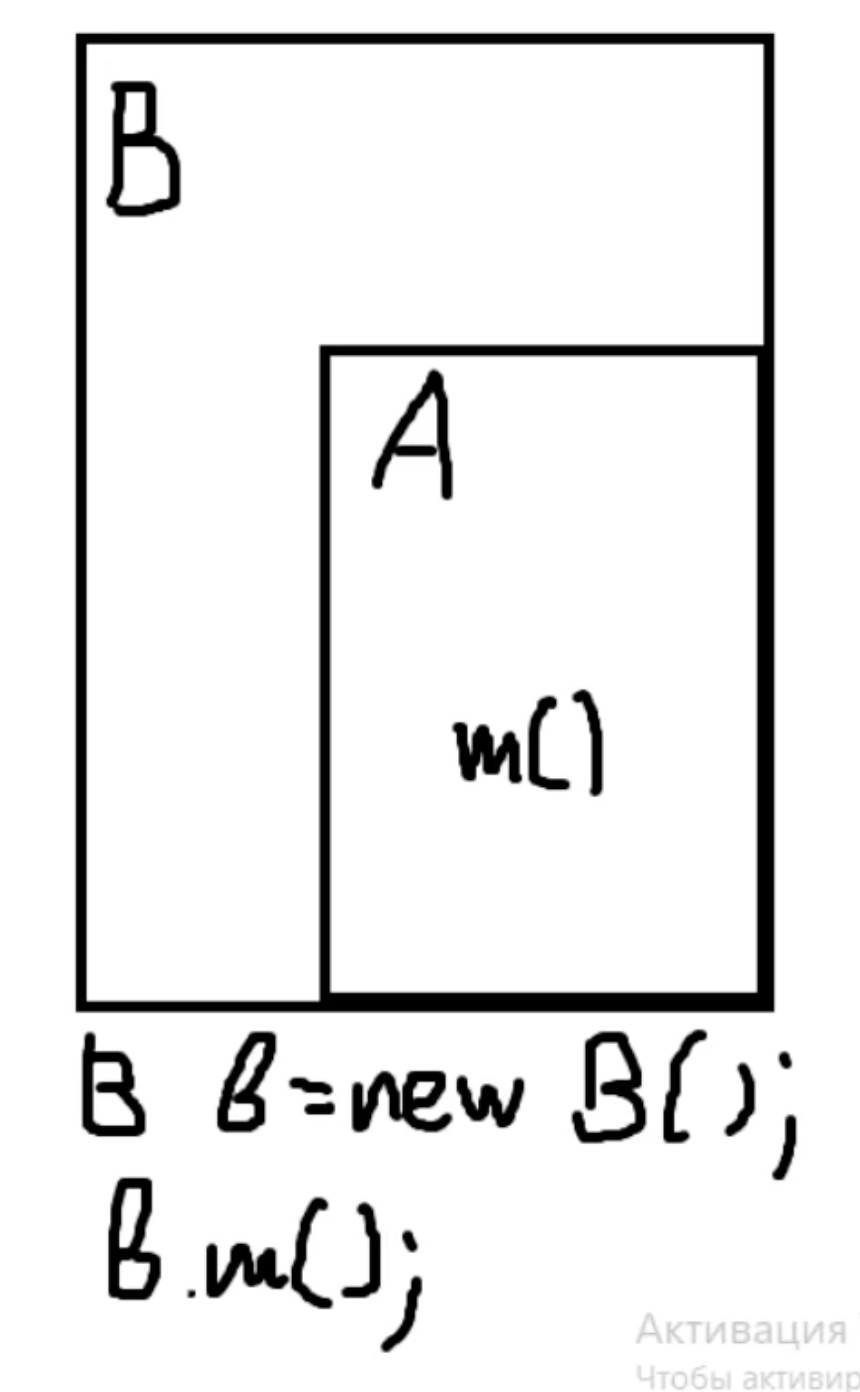 B
A
m()
B b=new B();
b.m();
Активация
Чтобы активир